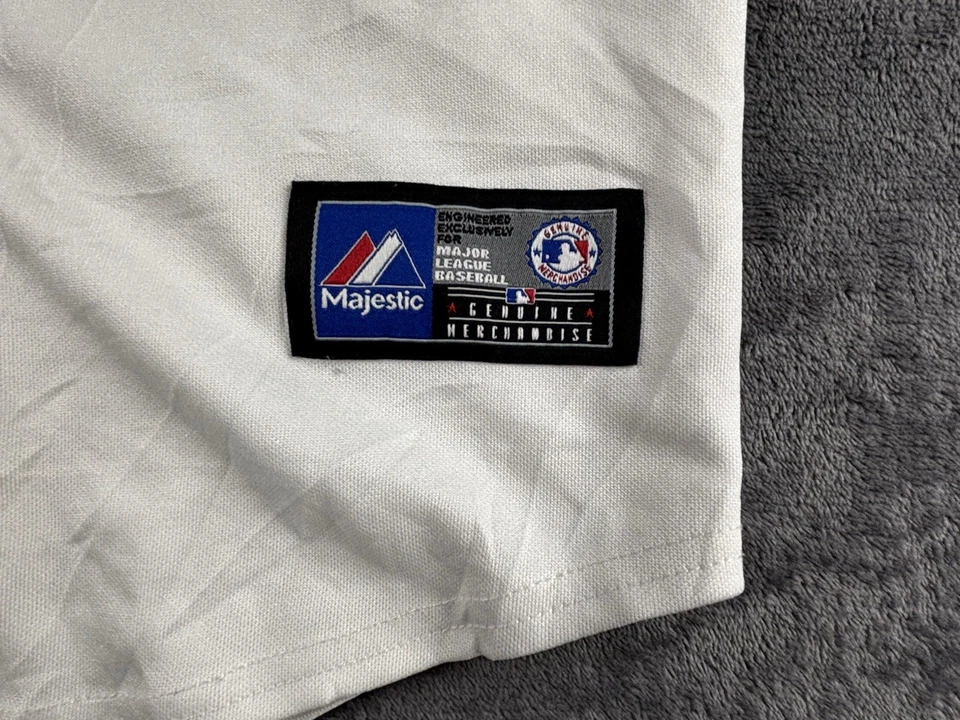 Majestic
ENGINEERED
EXCLUSIVELY
FOR
MAJOR
LEAGUE
BASEBALL
GENUINE
MERCHANDISE
GENUINE
MERCHANDISE